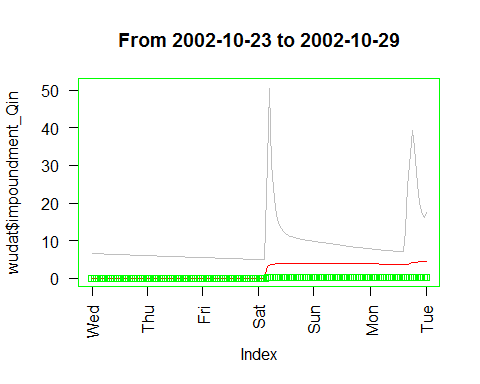 From 2002-10-23 to 2002-10-29
wudat$impoundment_Qin
50
40
30
20
10
0
Wed
Thu
Fri
Sat
Sun
Mon
Tue
Index